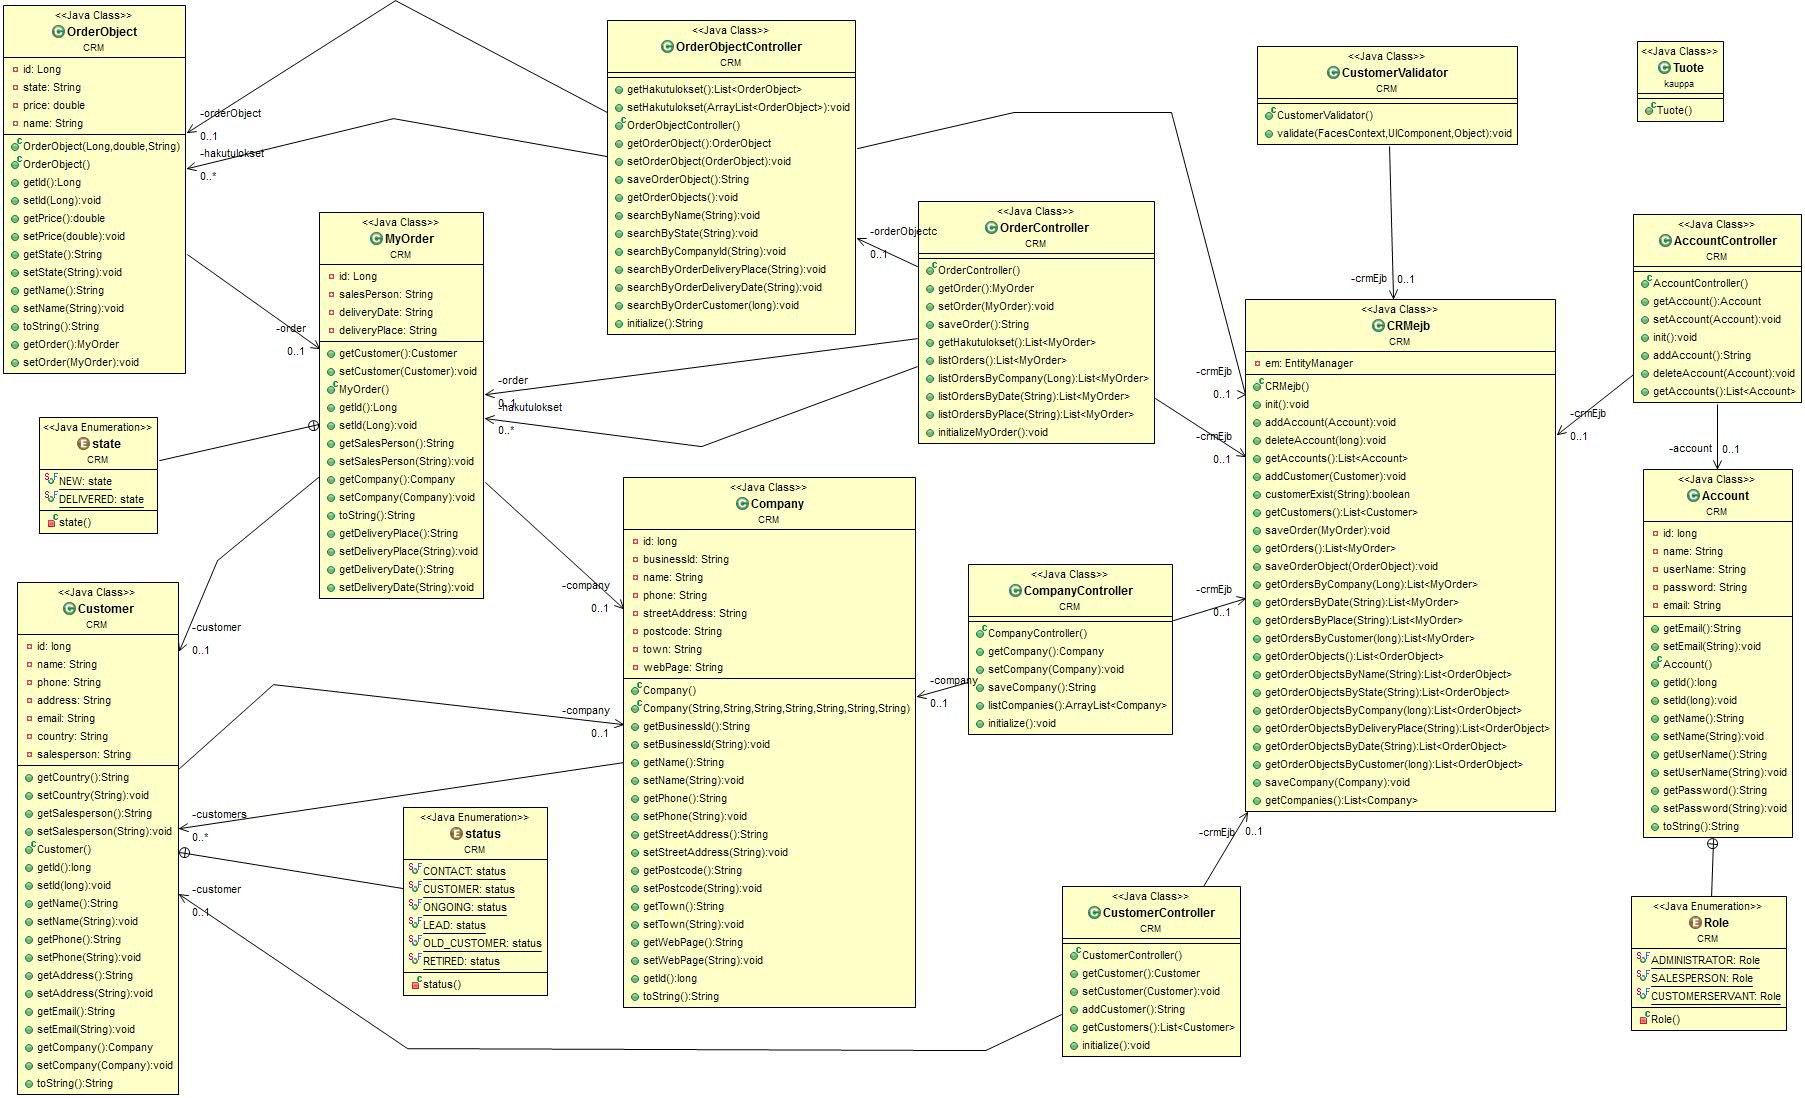 <<Java Class>>
OrderObject
CRM
id: Long
state: String
price: double
name: String
OrderObject(Long,double,String)
OrderObject()
getId():Long
setId(Long):void
getPrice():double
setPrice(double):void
getState():String
setState(String):void
getName():String
setName(String):void
toString():String
getOrder():MyOrder
setOrder(MyOrder):void
-orderObject
0..1
-hakutulokset
0..*
<<Java Class>>
OrderObjectController
CRM
getHakutulokset():List<OrderObject>
setHakutulokset(ArrayList<OrderObject>):void
OrderObjectController()
getOrderObject():OrderObject
setOrderObject(OrderObject):void
saveOrderObject():String
getOrderObjects():void
searchByName(String):void
searchByState(String):void
searchByCompanyId(String):void
searchByOrderDeliveryPlace(String):void
searchByOrderDeliveryDate(String):void
searchByOrderCustomer(long):void
initialize():String
<<Java Class>>
CustomerValidator
CRM
CustomerValidator()
validate(FacesContext,UIComponent,Object):void
<<Java Class>>
Tuote
kauppa
Tuote()
<<Java Class>>
MyOrder
CRM
id: Long
salesPerson: String
deliveryDate: String
deliveryPlace: String
getCustomer():Customer
setCustomer(Customer):void
MyOrder()
getId():Long
setId(Long):void
getSalesPerson():String
setSalesPerson(String):void
getCompany():Company
setCompany(Company):void
toString():String
getDeliveryPlace():String
setDeliveryPlace(String):void
getDeliveryDate():String
setDeliveryDate(String):void
-order
0..1
<<Java Class>>
OrderController
CRM
OrderController()
getOrder():MyOrder
setOrder(MyOrder):void
saveOrder():String
getHakutulokset():List<MyOrder>
listOrders():List<MyOrder>
listOrdersByCompany(Long):List<MyOrder>
listOrdersByDate(String):List<MyOrder>
listOrdersByPlace(String):List<MyOrder>
initializeMyOrder():void
-orderObjectc
0..1
-order
0..1
-hakutulokset
0..*
<<Java Class>>
AccountController
CRM
AccountController()
getAccount():Account
setAccount(Account):void
init():void
addAccount():String
deleteAccount(Account):void
getAccounts():List<Account>
-crmEjb
0..1
-crmEjb
0..1
-crmEjb
0..1
-crmEjb
0..1
-account
0..1
<<Java Class>>
CRMejb
CRM
em: EntityManager
CRMejb()
init():void
addAccount(Account):void
deleteAccount(long):void
getAccounts():List<Account>
addCustomer(Customer):void
customerExist(String):boolean
getCustomers():List<Customer>
saveOrder(MyOrder):void
getOrders():List<MyOrder>
saveOrderObject(OrderObject):void
getOrdersByCompany(Long):List<MyOrder>
getOrdersByDate(String):List<MyOrder>
getOrdersByPlace(String):List<MyOrder>
getOrdersByCustomer(long):List<MyOrder>
getOrderObjects():List<OrderObject>
getOrderObjectsByName(String):List<OrderObject>
getOrderObjectsByState(String):List<OrderObject>
getOrderObjectsByCompany(long):List<OrderObject>
getOrderObjectsByDeliveryPlace(String):List<OrderObject>
getOrderObjectsByDate(String):List<OrderObject>
getOrderObjectsByCustomer(long):List<OrderObject>
saveCompany(Company):void
getCompanies():List<Company>
<<Java Enumeration>>
state
CRM
NEW: state
DELIVERED: state
state()
<<Java Class>>
Company
CRM
id: long
businessId: String
name: String
phone: String
streetAddress: String
postcode: String
town: String
webPage: String
Company()
Company(String,String,String,String,String,String,String)
getBusinessId():String
setBusinessId(String):void
getName():String
setName(String):void
getPhone():String
setPhone(String):void
getStreetAddress():String
setStreetAddress(String):void
getPostcode():String
setPostcode(String):void
getTown():String
setTown(String):void
getWebPage():String
setWebPage(String):void
getId():long
toString():String
-company
0..1
-company
0..1
<<Java Class>>
CompanyController
CRM
CompanyController()
getCompany():Company
setCompany(Company):void
saveCompany():String
listCompanies():ArrayList<Company>
initialize():void
-company
0..1
-crmEjb
0..1
<<Java Class>>
Account
CRM
id: long
name: String
userName: String
password: String
email: String
getEmail():String
setEmail(String):void
Account()
getId():long
setId(long):void
getName():String
setName(String):void
getUserName():String
setUserName(String):void
getPassword():String
setPassword(String):void
toString():String
<<Java Class>>
Customer
CRM
id: long
name: String
phone: String
address: String
email: String
country: String
salesperson: String
getCountry():String
setCountry(String):void
getSalesperson():String
setSalesperson(String):void
Customer()
getId():long
setId(long):void
getName():String
setName(String):void
getPhone():String
setPhone(String):void
getAddress():String
setAddress(String):void
getEmail():String
setEmail(String):void
getCompany():Company
setCompany(Company):void
toString():String
-customer
0..1
-customers
0..*
-customer
0..1
<<Java Enumeration>>
status
CRM
CONTACT: status
CUSTOMER: status
ONGOING: status
LEAD: status
OLD_CUSTOMER: status
RETIRED: status
status()
-crmEjb
0..1
<<Java Class>>
CustomerController
CRM
CustomerController()
getCustomer():Customer
setCustomer(Customer):void
addCustomer():String
getCustomers():List<Customer>
initialize():void
<<Java Enumeration>>
Role
CRM
ADMINISTRATOR: Role
SALESPERSON: Role
CUSTOMERSERVANT: Role
Role()